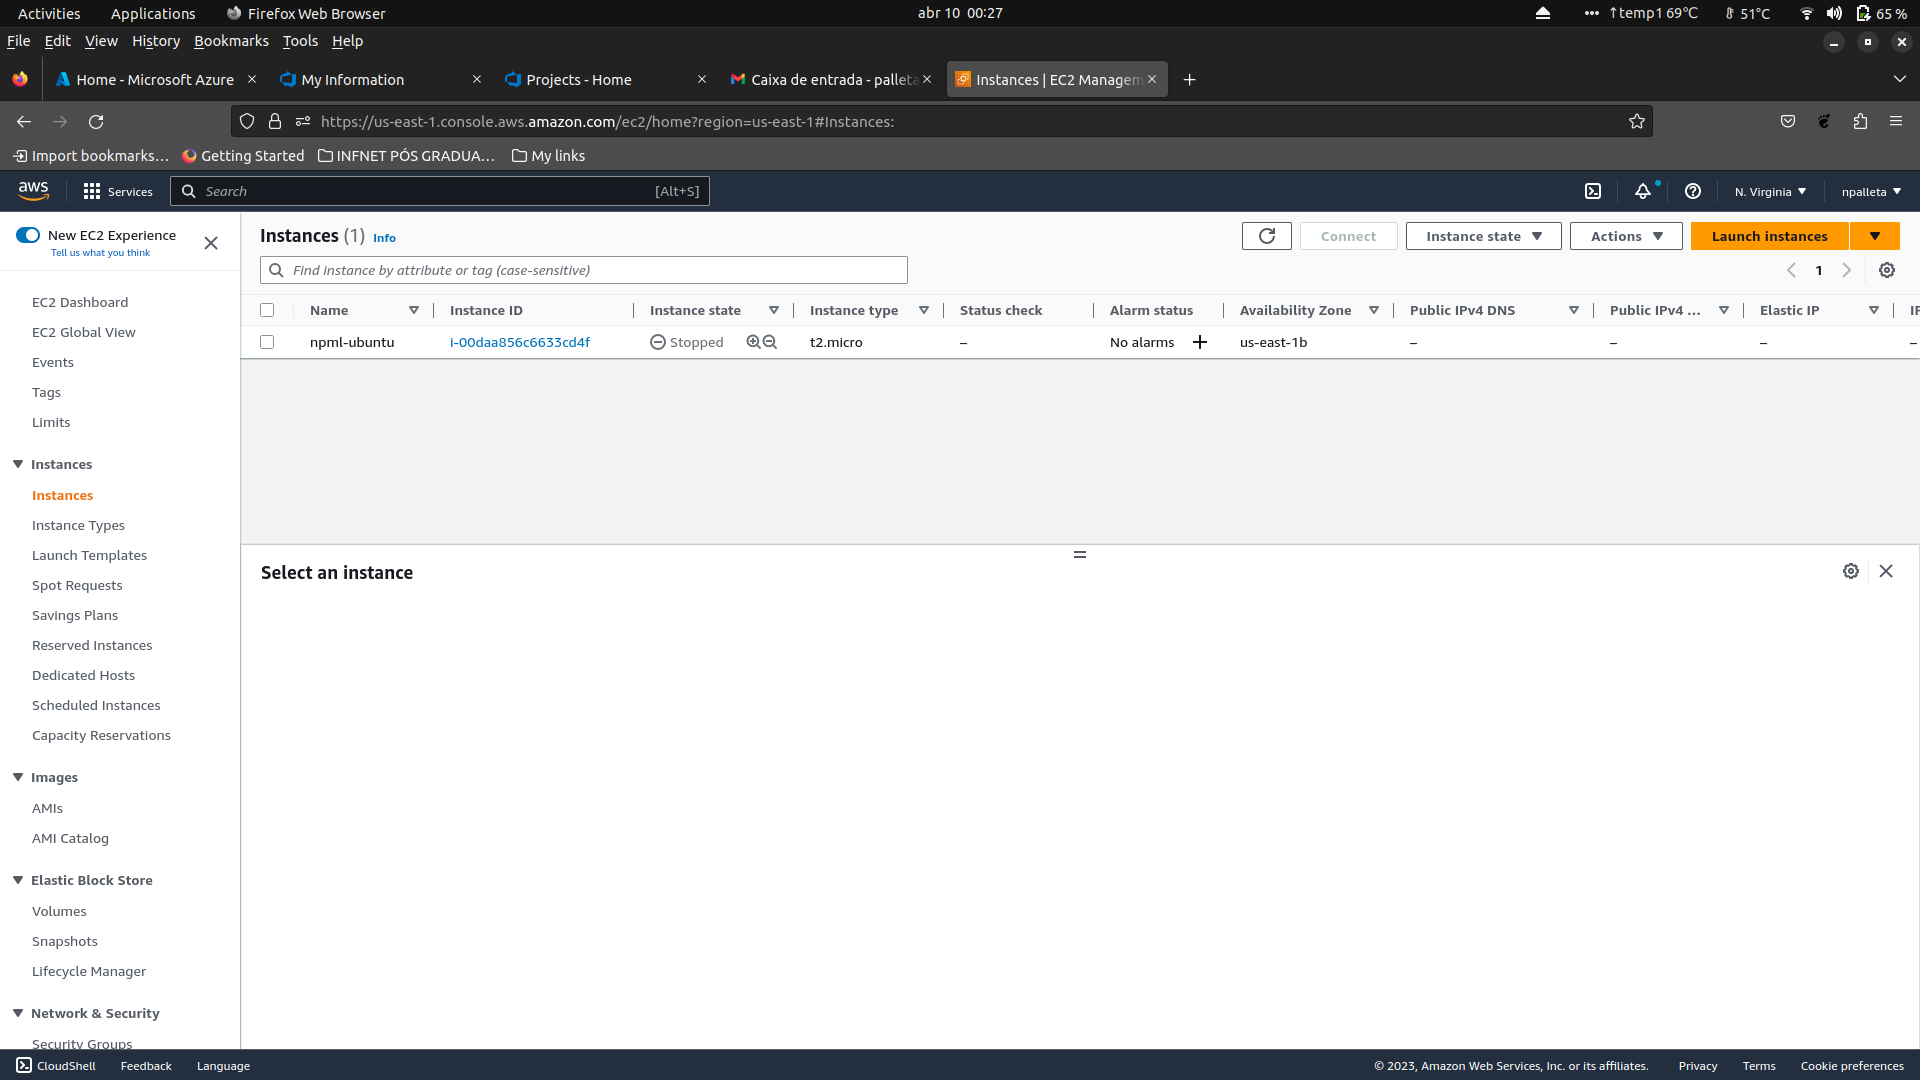 Activities Applications Firefox Web Browser abr 10 00:27 ↑temp1 69°C 51°C 65 %
File Edit View History Bookmarks Tools Help
Home - Microsoft Azure My Information Projects - Home Caixa de entrada - palleta Instances | EC2 Managem
https://us-east-1.console.aws.amazon.com/ec2/home?region=us-east-1#Instances:
Import bookmarks... Getting Started INFNET PÓS GRADUA... My links
aws Services Search [Alt+S] N. Virginia npalleta
New EC2 Experience
Tell us what you think
EC2 Dashboard
EC2 Global View
Events
Tags
Limits
Instances
Instances
Instance Types
Launch Templates
Spot Requests
Savings Plans
Reserved Instances
Dedicated Hosts
Scheduled Instances
Capacity Reservations
Images
AMIs
AMI Catalog
Elastic Block Store
Volumes
Snapshots
Lifecycle Manager
Network & Security
Security Groups
Instances (1) Info
Connect Instance state Actions Launch instances
Find instance by attribute or tag (case-sensitive)
1
Name Instance ID Instance state Instance type Status check Alarm status Availability Zone Public IPv4 DNS Public IPv4 ... Elastic IP IP
npml-ubuntu i-00daa856c6633cd4f Stopped t2.micro – No alarms + us-east-1b – – – –
Select an instance
CloudShell Feedback Language © 2023, Amazon Web Services, Inc. or its affiliates. Privacy Terms Cookie preferences